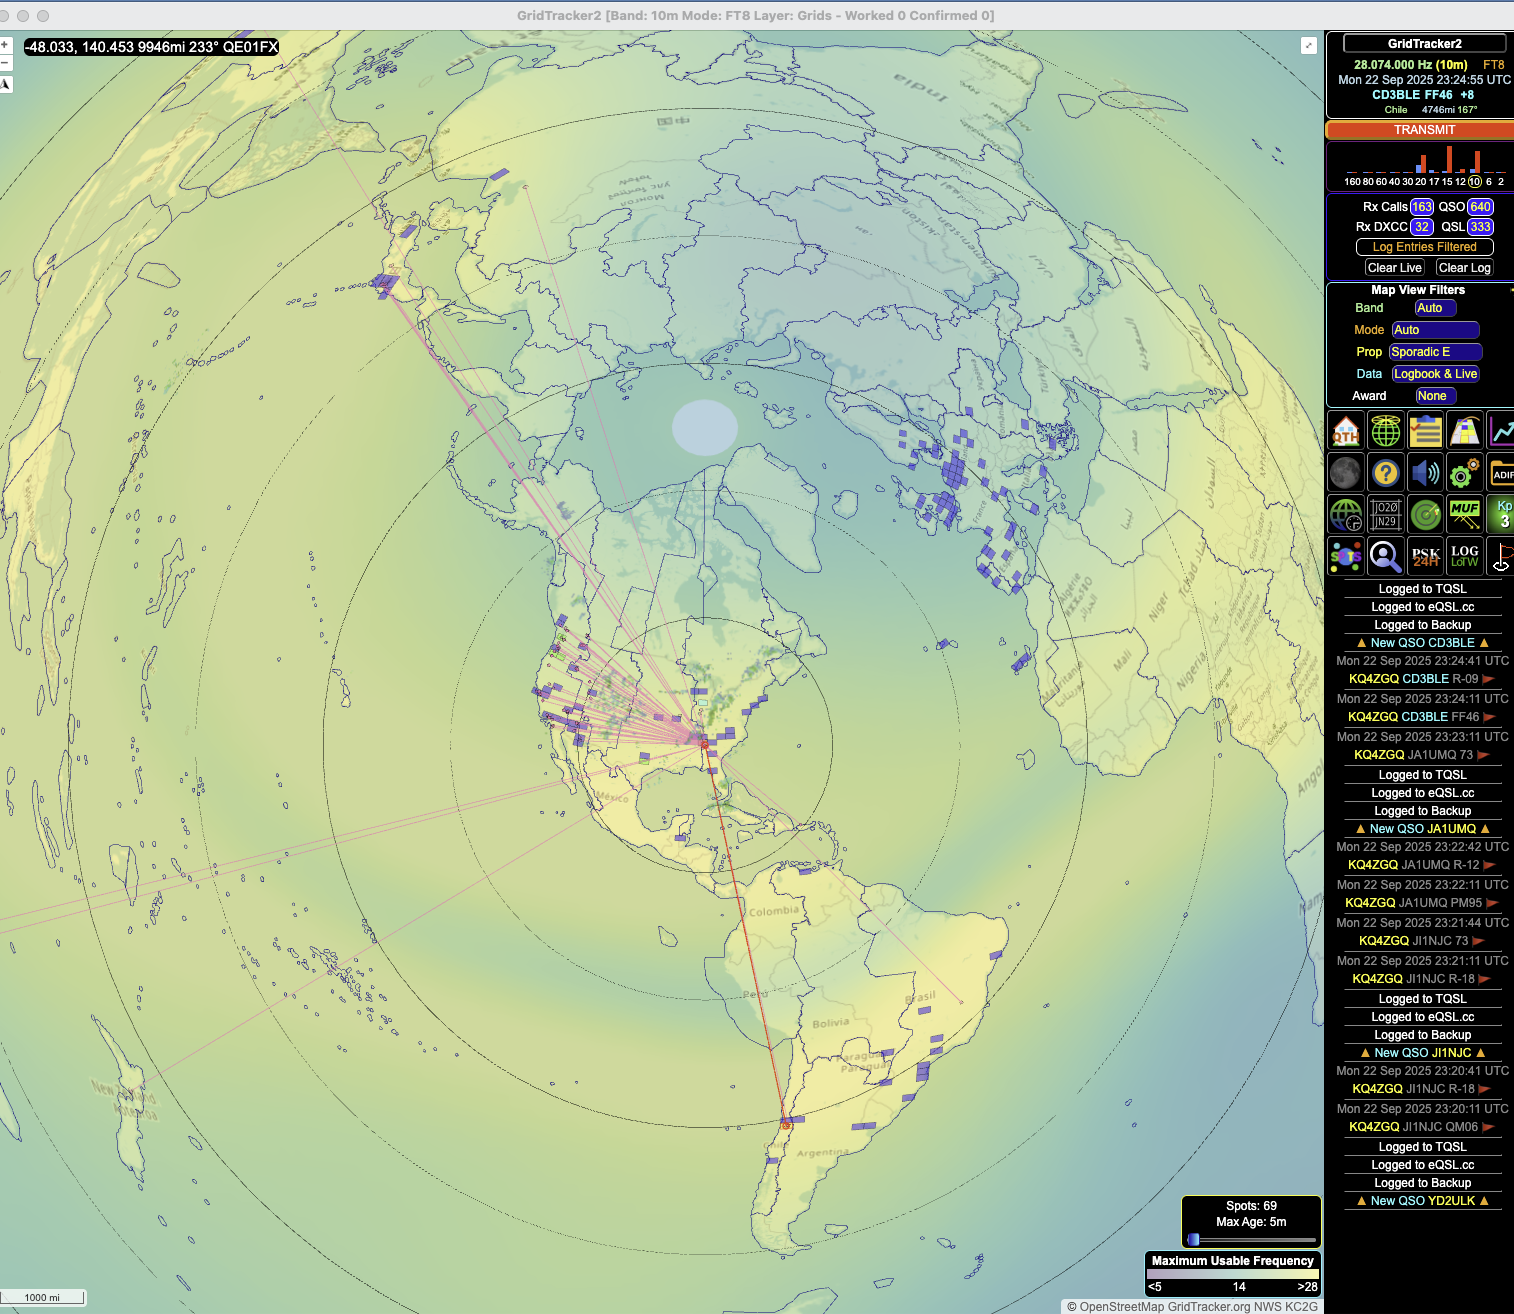 GridTracker2 [Band: 10m Mode: FT8 Layer: Grids - Worked 0 Confirmed 0]
+
-48.033, 140.453 9946mi 233° QE01FX
−
México
Colombia
Perú
Brasil
Bolivia
Paraguay
Argentina
New Zealand
Aotearoa
France
Mali
Niger
Nigeria
Algérie
Mauritanie
Angola
1000 mi
Spots: 69
Max Age: 5m
Maximum Usable Frequency
<5 14 >28
© OpenStreetMap GridTracker.org NWS KC2G
GridTracker2
28.074.000 Hz (10m) FT8
Mon 22 Sep 2025 23:24:55 UTC
CD3BLE FF46 +8
Chile 4746mi 167°
TRANSMIT
160 80 60 40 30 20 17 15 12 10 6 2
Rx Calls 163 QSO 640
Rx DXCC 32 QSL 333
Log Entries Filtered
Clear Live Clear Log
Map View Filters
Band Auto
Mode Auto
Prop Sporadic E
Data Logbook & Live
Award None
QTH
ADIF
JO20
JN29
MUF
Kp
3
SPOTS
PSK
24H
LOG
LoTW
Logged to TQSL
Logged to eQSL.cc
Logged to Backup
▲ New QSO CD3BLE ▲
Mon 22 Sep 2025 23:24:41 UTC
KQ4ZGQ CD3BLE R-09
Mon 22 Sep 2025 23:24:11 UTC
KQ4ZGQ CD3BLE FF46
Mon 22 Sep 2025 23:23:11 UTC
KQ4ZGQ JA1UMQ 73
Logged to TQSL
Logged to eQSL.cc
Logged to Backup
▲ New QSO JA1UMQ ▲
Mon 22 Sep 2025 23:22:42 UTC
KQ4ZGQ JA1UMQ R-12
Mon 22 Sep 2025 23:22:11 UTC
KQ4ZGQ JA1UMQ PM95
Mon 22 Sep 2025 23:21:44 UTC
KQ4ZGQ JI1NJC 73
Mon 22 Sep 2025 23:21:11 UTC
KQ4ZGQ JI1NJC R-18
Logged to TQSL
Logged to eQSL.cc
Logged to Backup
▲ New QSO JI1NJC ▲
Mon 22 Sep 2025 23:20:41 UTC
KQ4ZGQ JI1NJC R-18
Mon 22 Sep 2025 23:20:11 UTC
KQ4ZGQ JI1NJC QM06
Logged to TQSL
Logged to eQSL.cc
Logged to Backup
▲ New QSO YD2ULK ▲